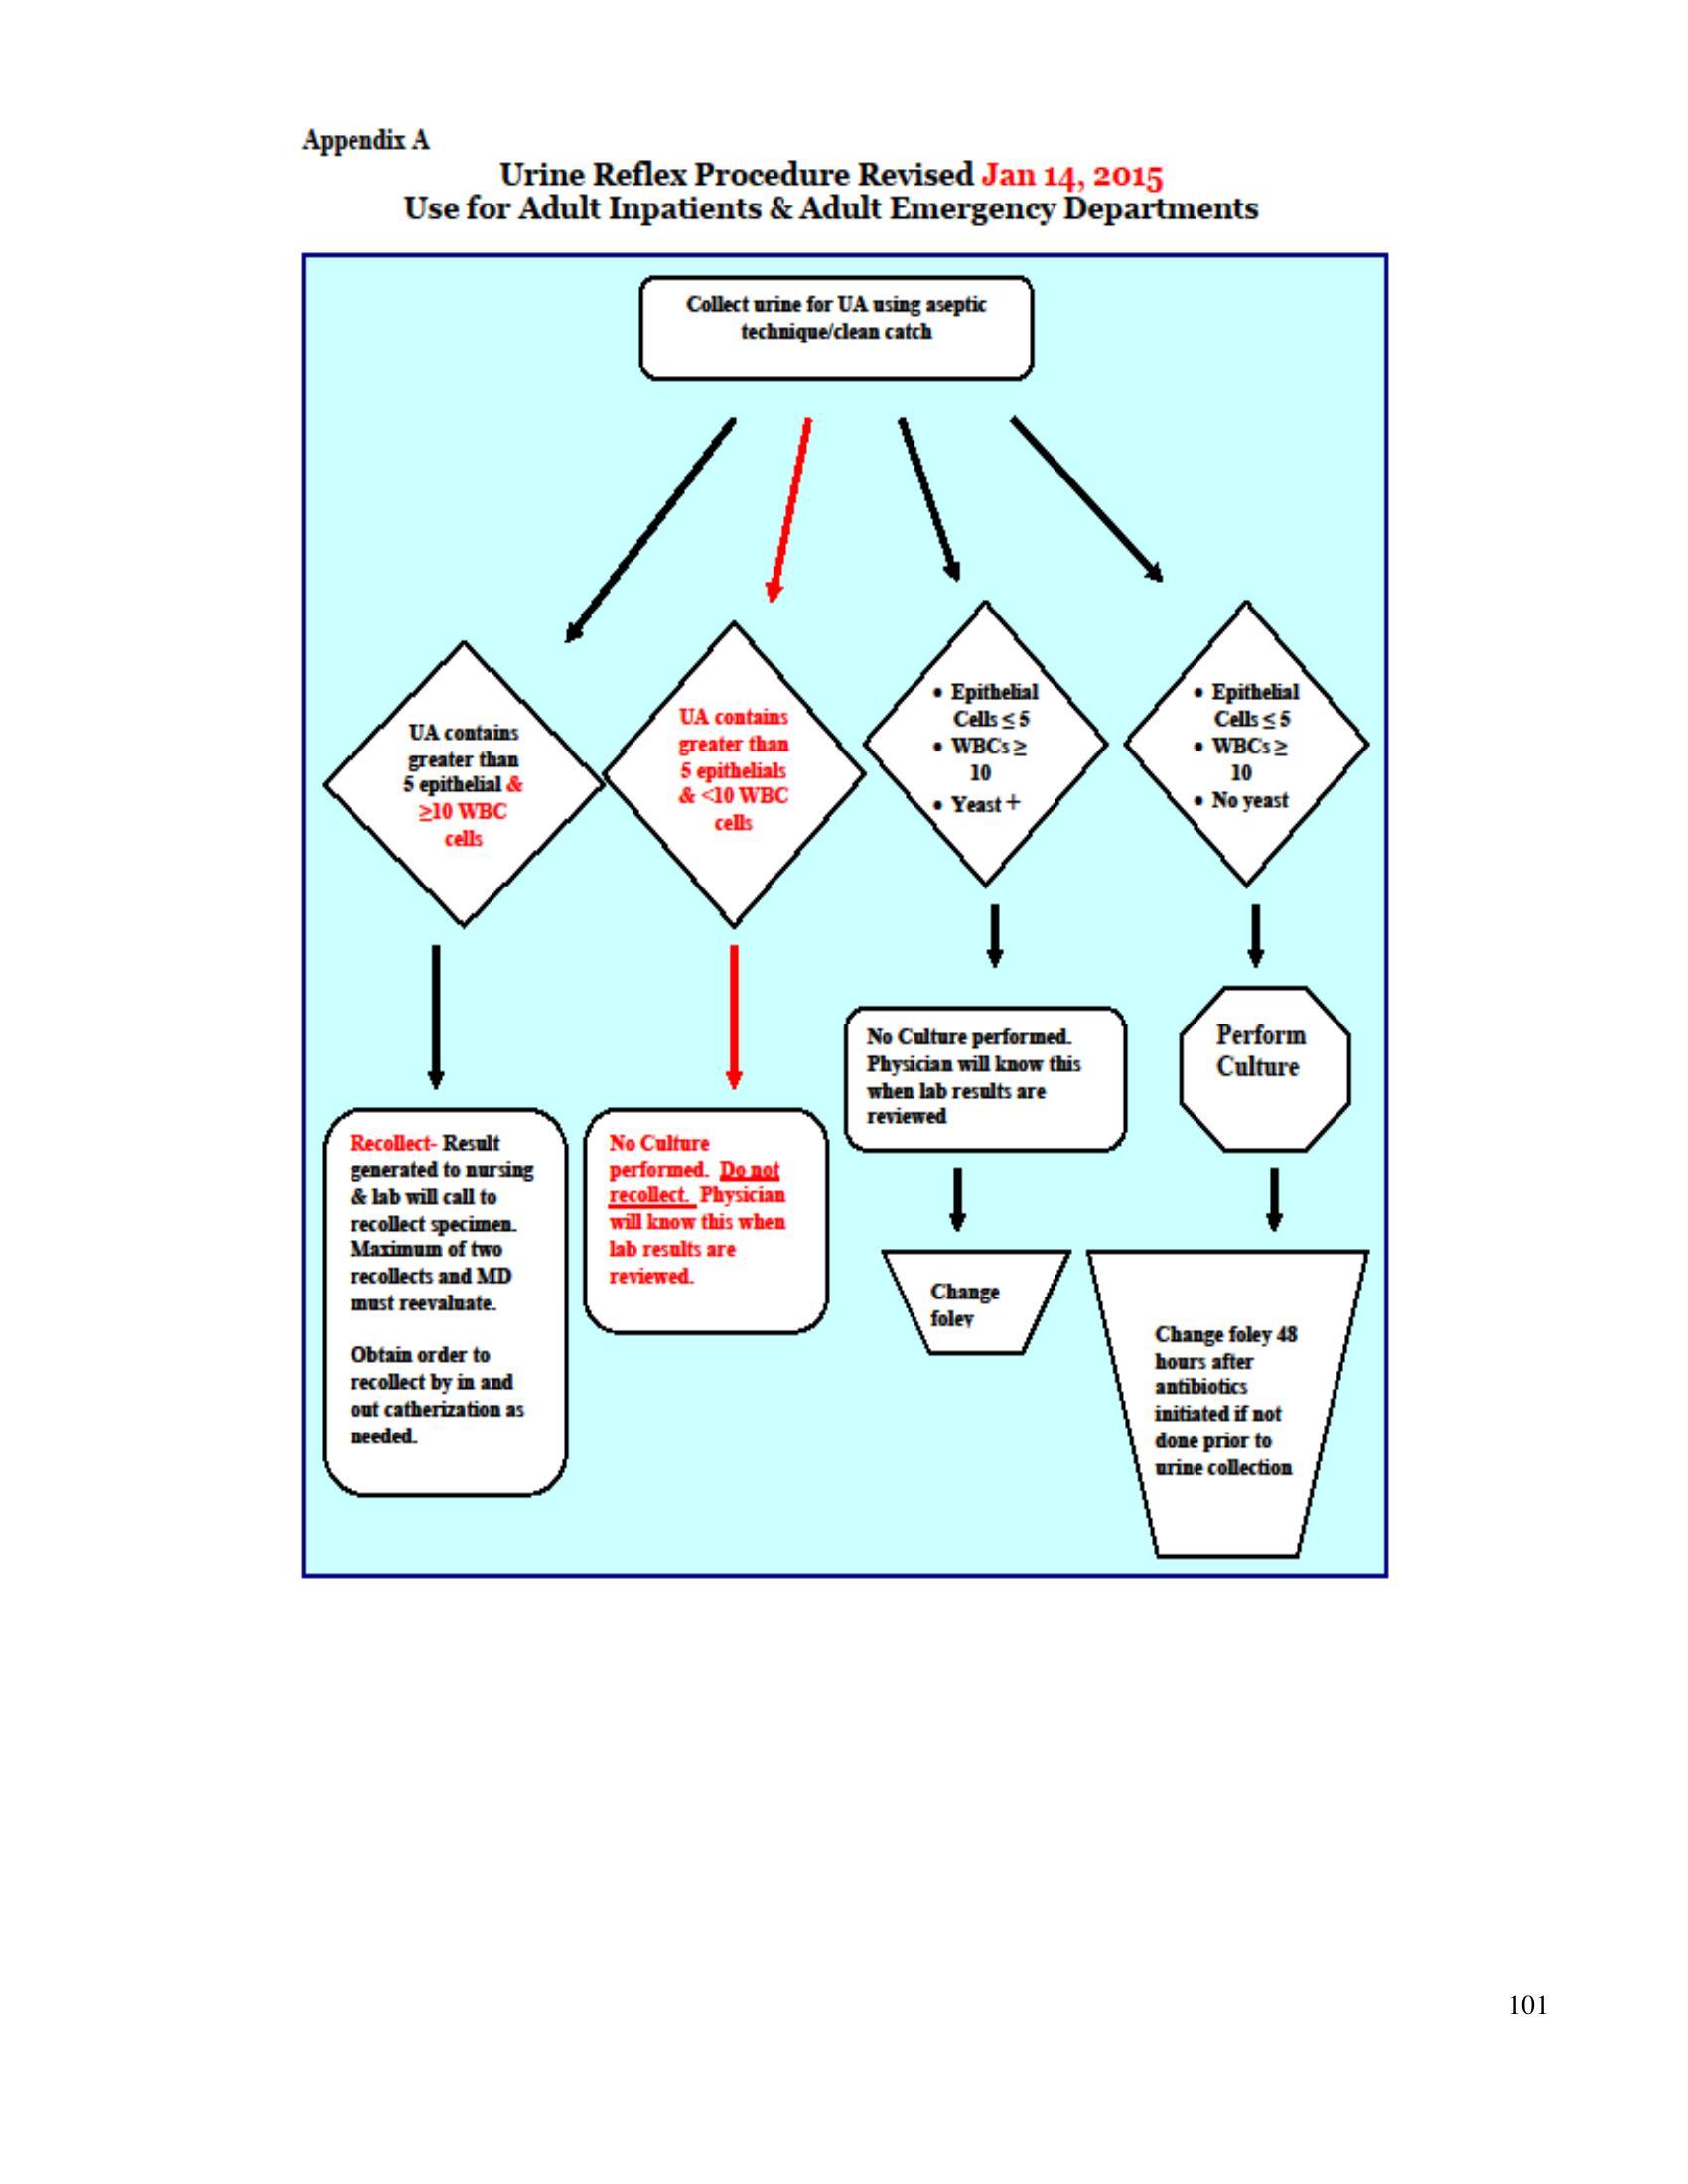 Appendix A
Urine Reflex Procedure Revised Jan 14, 2015
Use for Adult Inpatients & Adult Emergency Departments
Collect urine for UA using aseptic
technique/clean catch
UA contains
greater than
5 epithelial &
≥10 WBC
cells
UA contains
greater than
5 epithelials
& <10 WBC
cells
• Epithelial
Cells ≤ 5
• WBCs ≥
10
• Yeast +
• Epithelial
Cells ≤ 5
• WBCs ≥
10
• No yeast
Recollect- Result
generated to nursing
& lab will call to
recollect specimen.
Maximum of two
recollects and MD
must reevaluate.
Obtain order to
recollect by in and
out catherization as
needed.
No Culture
performed. Do not
recollect. Physician
will know this when
lab results are
reviewed.
No Culture performed.
Physician will know this
when lab results are
reviewed
Change
foley
Perform
Culture
Change foley 48
hours after
antibiotics
initiated if not
done prior to
urine collection
101